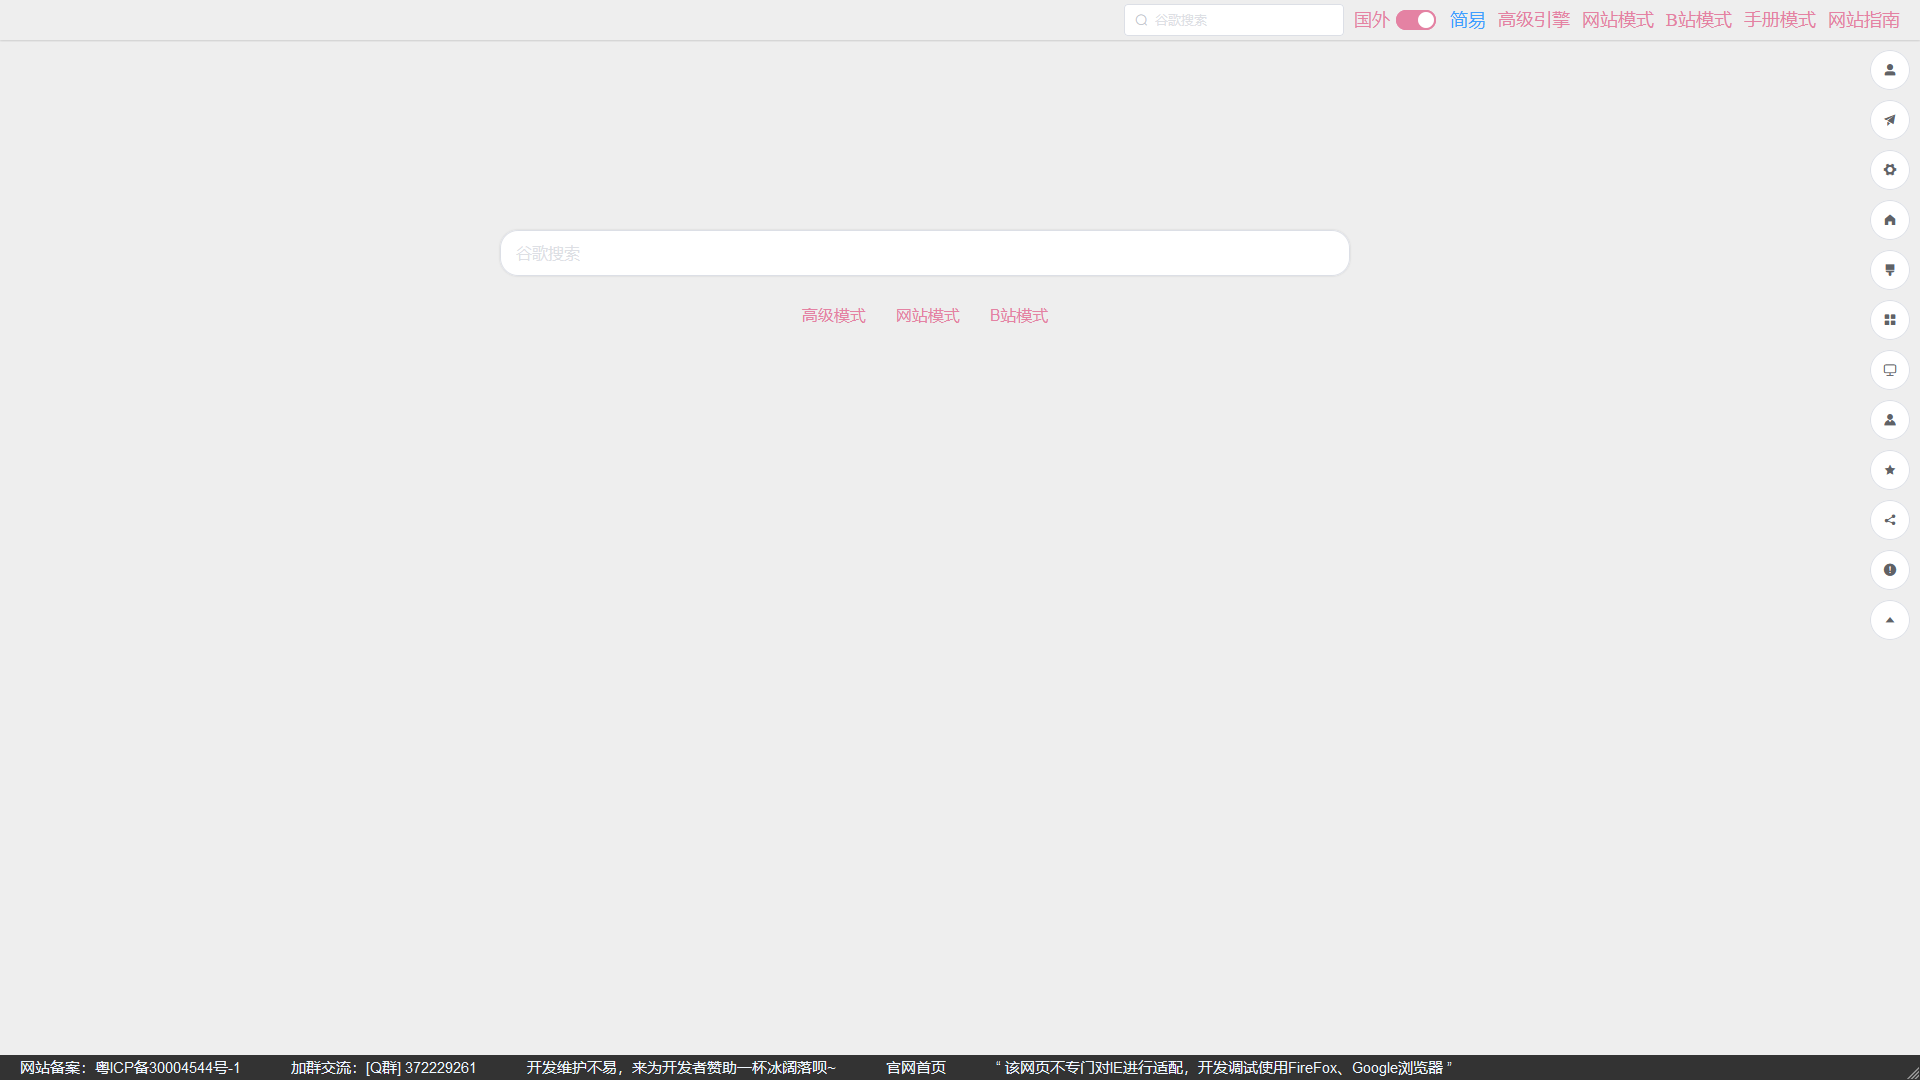 谷歌搜索 国外 简易 高级引擎 网站模式 B站模式 手册模式 网站指南
谷歌搜索
高级模式 网站模式 B站模式
网站备案：粤ICP备30004544号-1 加群交流：[Q群] 372229261 开发维护不易，来为开发者赞助一杯冰阔落呗~ 官网首页 “ 该网页不专门对IE进行适配，开发调试使用FireFox、Google浏览器 ”